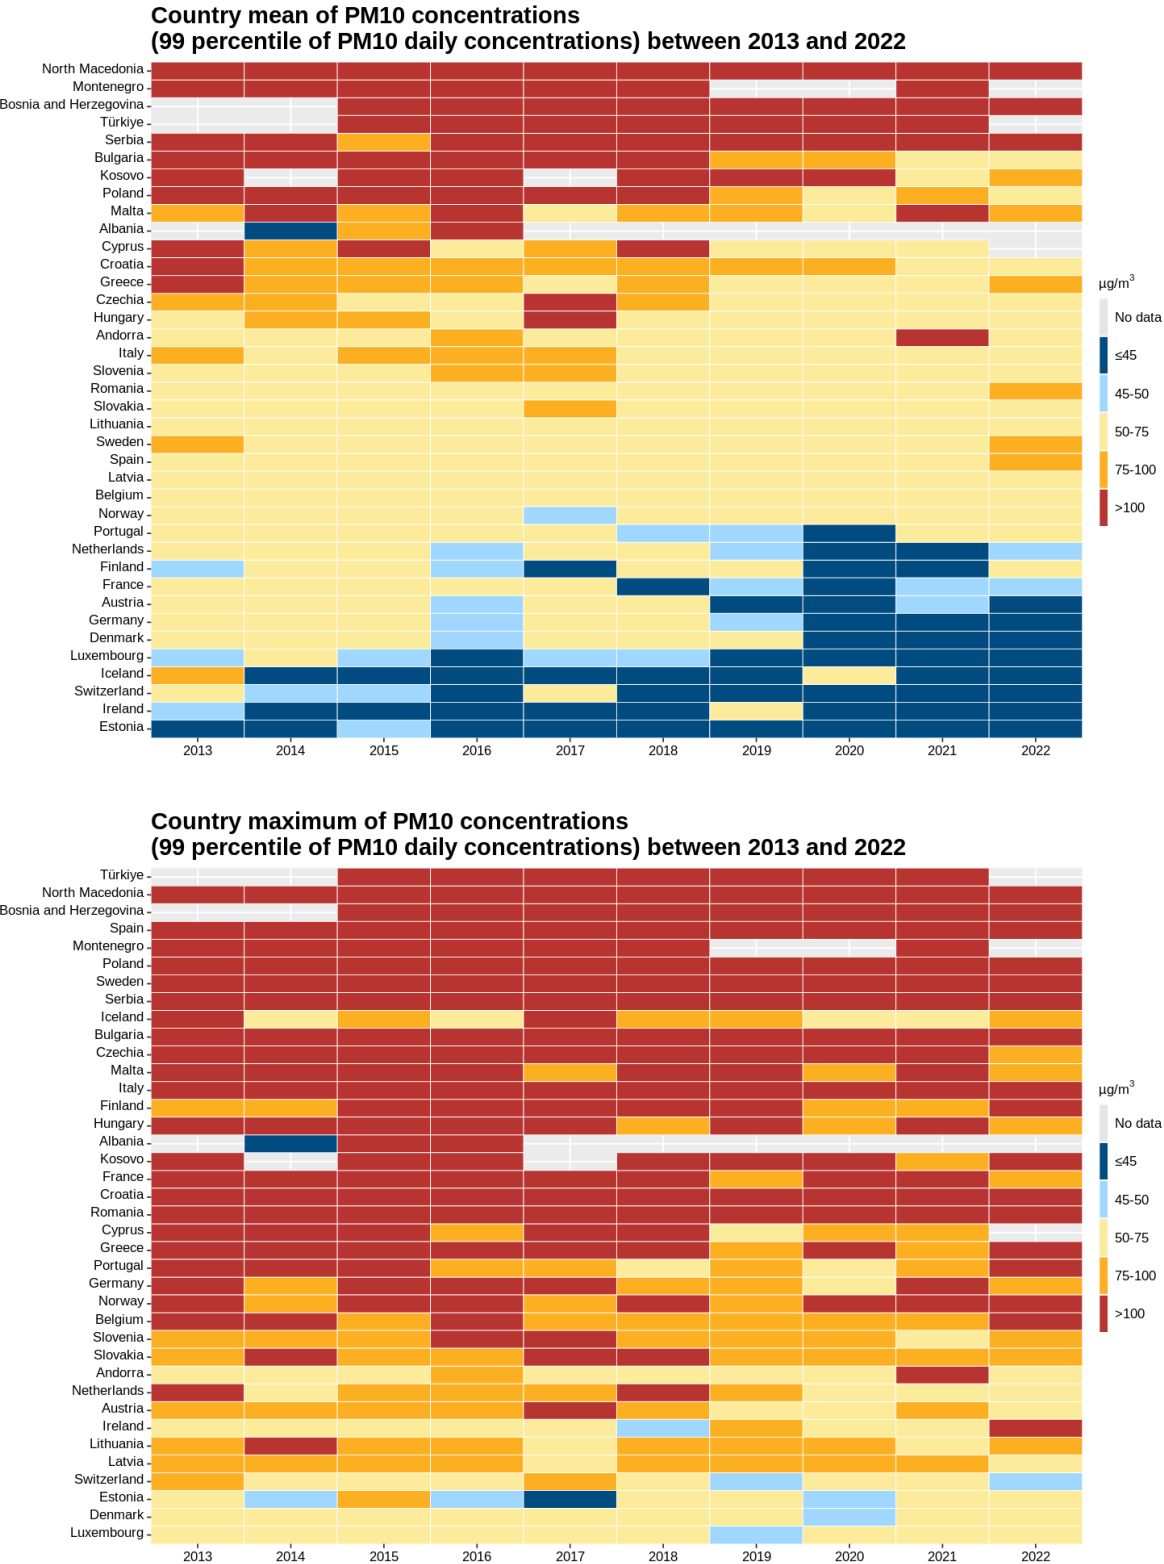 Country mean of PM10 concentrations
(99 percentile of PM10 daily concentrations) between 2013 and 2022
North Macedonia
Montenegro
Bosnia and Herzegovina
Türkiye
Serbia
Bulgaria
Kosovo
Poland
Malta
Albania
Cyprus
Croatia
Greece
Czechia
Hungary
Andorra
Italy
Slovenia
Romania
Slovakia
Lithuania
Sweden
Spain
Latvia
Belgium
Norway
Portugal
Netherlands
Finland
France
Austria
Germany
Denmark
Luxembourg
Iceland
Switzerland
Ireland
Estonia
2013 2014 2015 2016 2017 2018 2019 2020 2021 2022
µg/m³
No data
≤45
45-50
50-75
75-100
>100
Country maximum of PM10 concentrations
(99 percentile of PM10 daily concentrations) between 2013 and 2022
Türkiye
North Macedonia
Bosnia and Herzegovina
Spain
Montenegro
Poland
Sweden
Serbia
Iceland
Bulgaria
Czechia
Malta
Italy
Finland
Hungary
Albania
Kosovo
France
Croatia
Romania
Cyprus
Greece
Portugal
Germany
Norway
Belgium
Slovenia
Slovakia
Andorra
Netherlands
Austria
Ireland
Lithuania
Latvia
Switzerland
Estonia
Denmark
Luxembourg
2013 2014 2015 2016 2017 2018 2019 2020 2021 2022
µg/m³
No data
≤45
45-50
50-75
75-100
>100